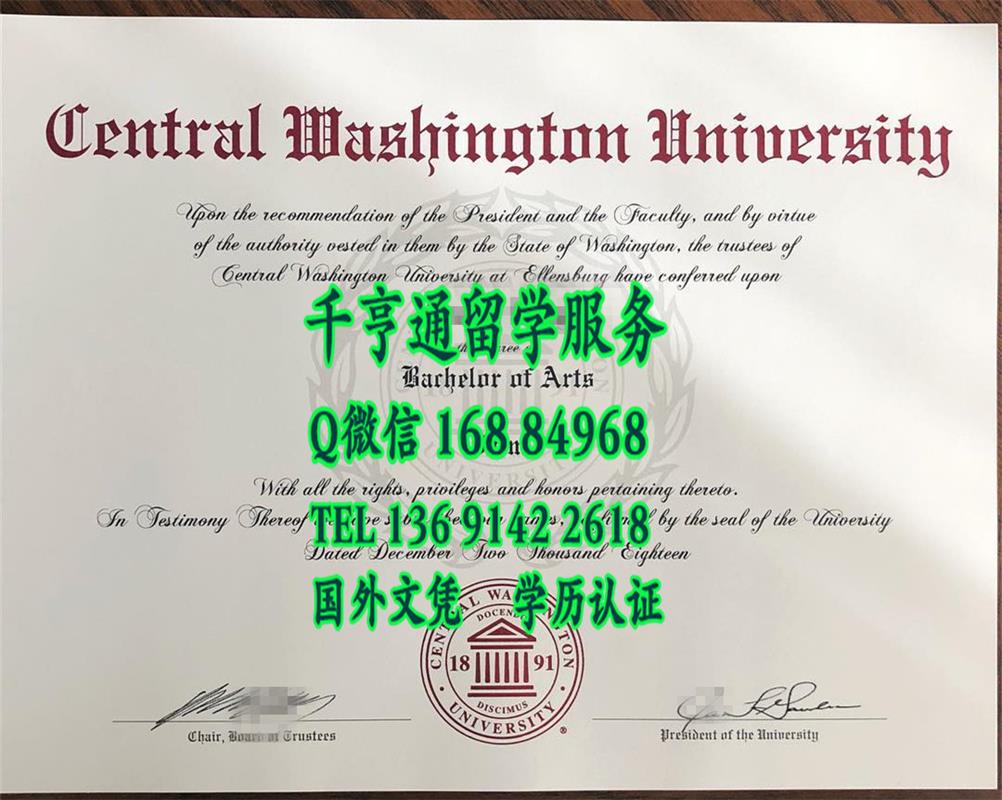 Central Washington University
Upon the recommendation of the President and the Faculty, and by virtue
of the authority vested in them by the State of Washington, the trustees of
Central Washington University at Ellensburg have conferred upon
千亨通留学服务
Bachelor of Arts
Q微信 168 84968
With all the rights, privileges and honors pertaining thereto.
In Testimony Thereof by the seal of the University
TEL 136 9142 2618
Dated December Two Thousand Eighteen
国外文凭 学历认证
CENTRAL WASHINGTON
DOCENDO
18 91
DISCIMUS
UNIVERSITY
®
Chair, Board of Trustees
President of the University